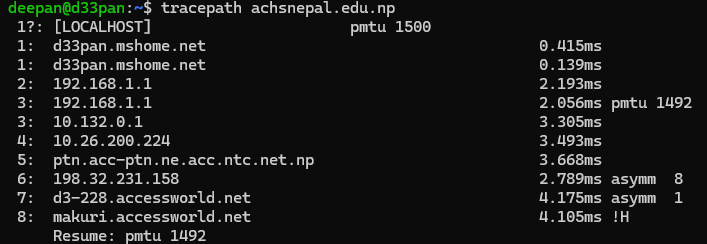 deepan@d33pan:~$ tracepath achsnepal.edu.np
1?: [LOCALHOST] pmtu 1500
1: d33pan.mshome.net 0.415ms
1: d33pan.mshome.net 0.139ms
2: 192.168.1.1 2.193ms
3: 192.168.1.1 2.056ms pmtu 1492
3: 10.132.0.1 3.305ms
4: 10.26.200.224 3.493ms
5: ptn.acc-ptn.ne.acc.ntc.net.np 3.668ms
6: 198.32.231.158 2.789ms asymm 8
7: d3-228.accessworld.net 4.175ms asymm 1
8: makuri.accessworld.net 4.105ms !H
Resume: pmtu 1492